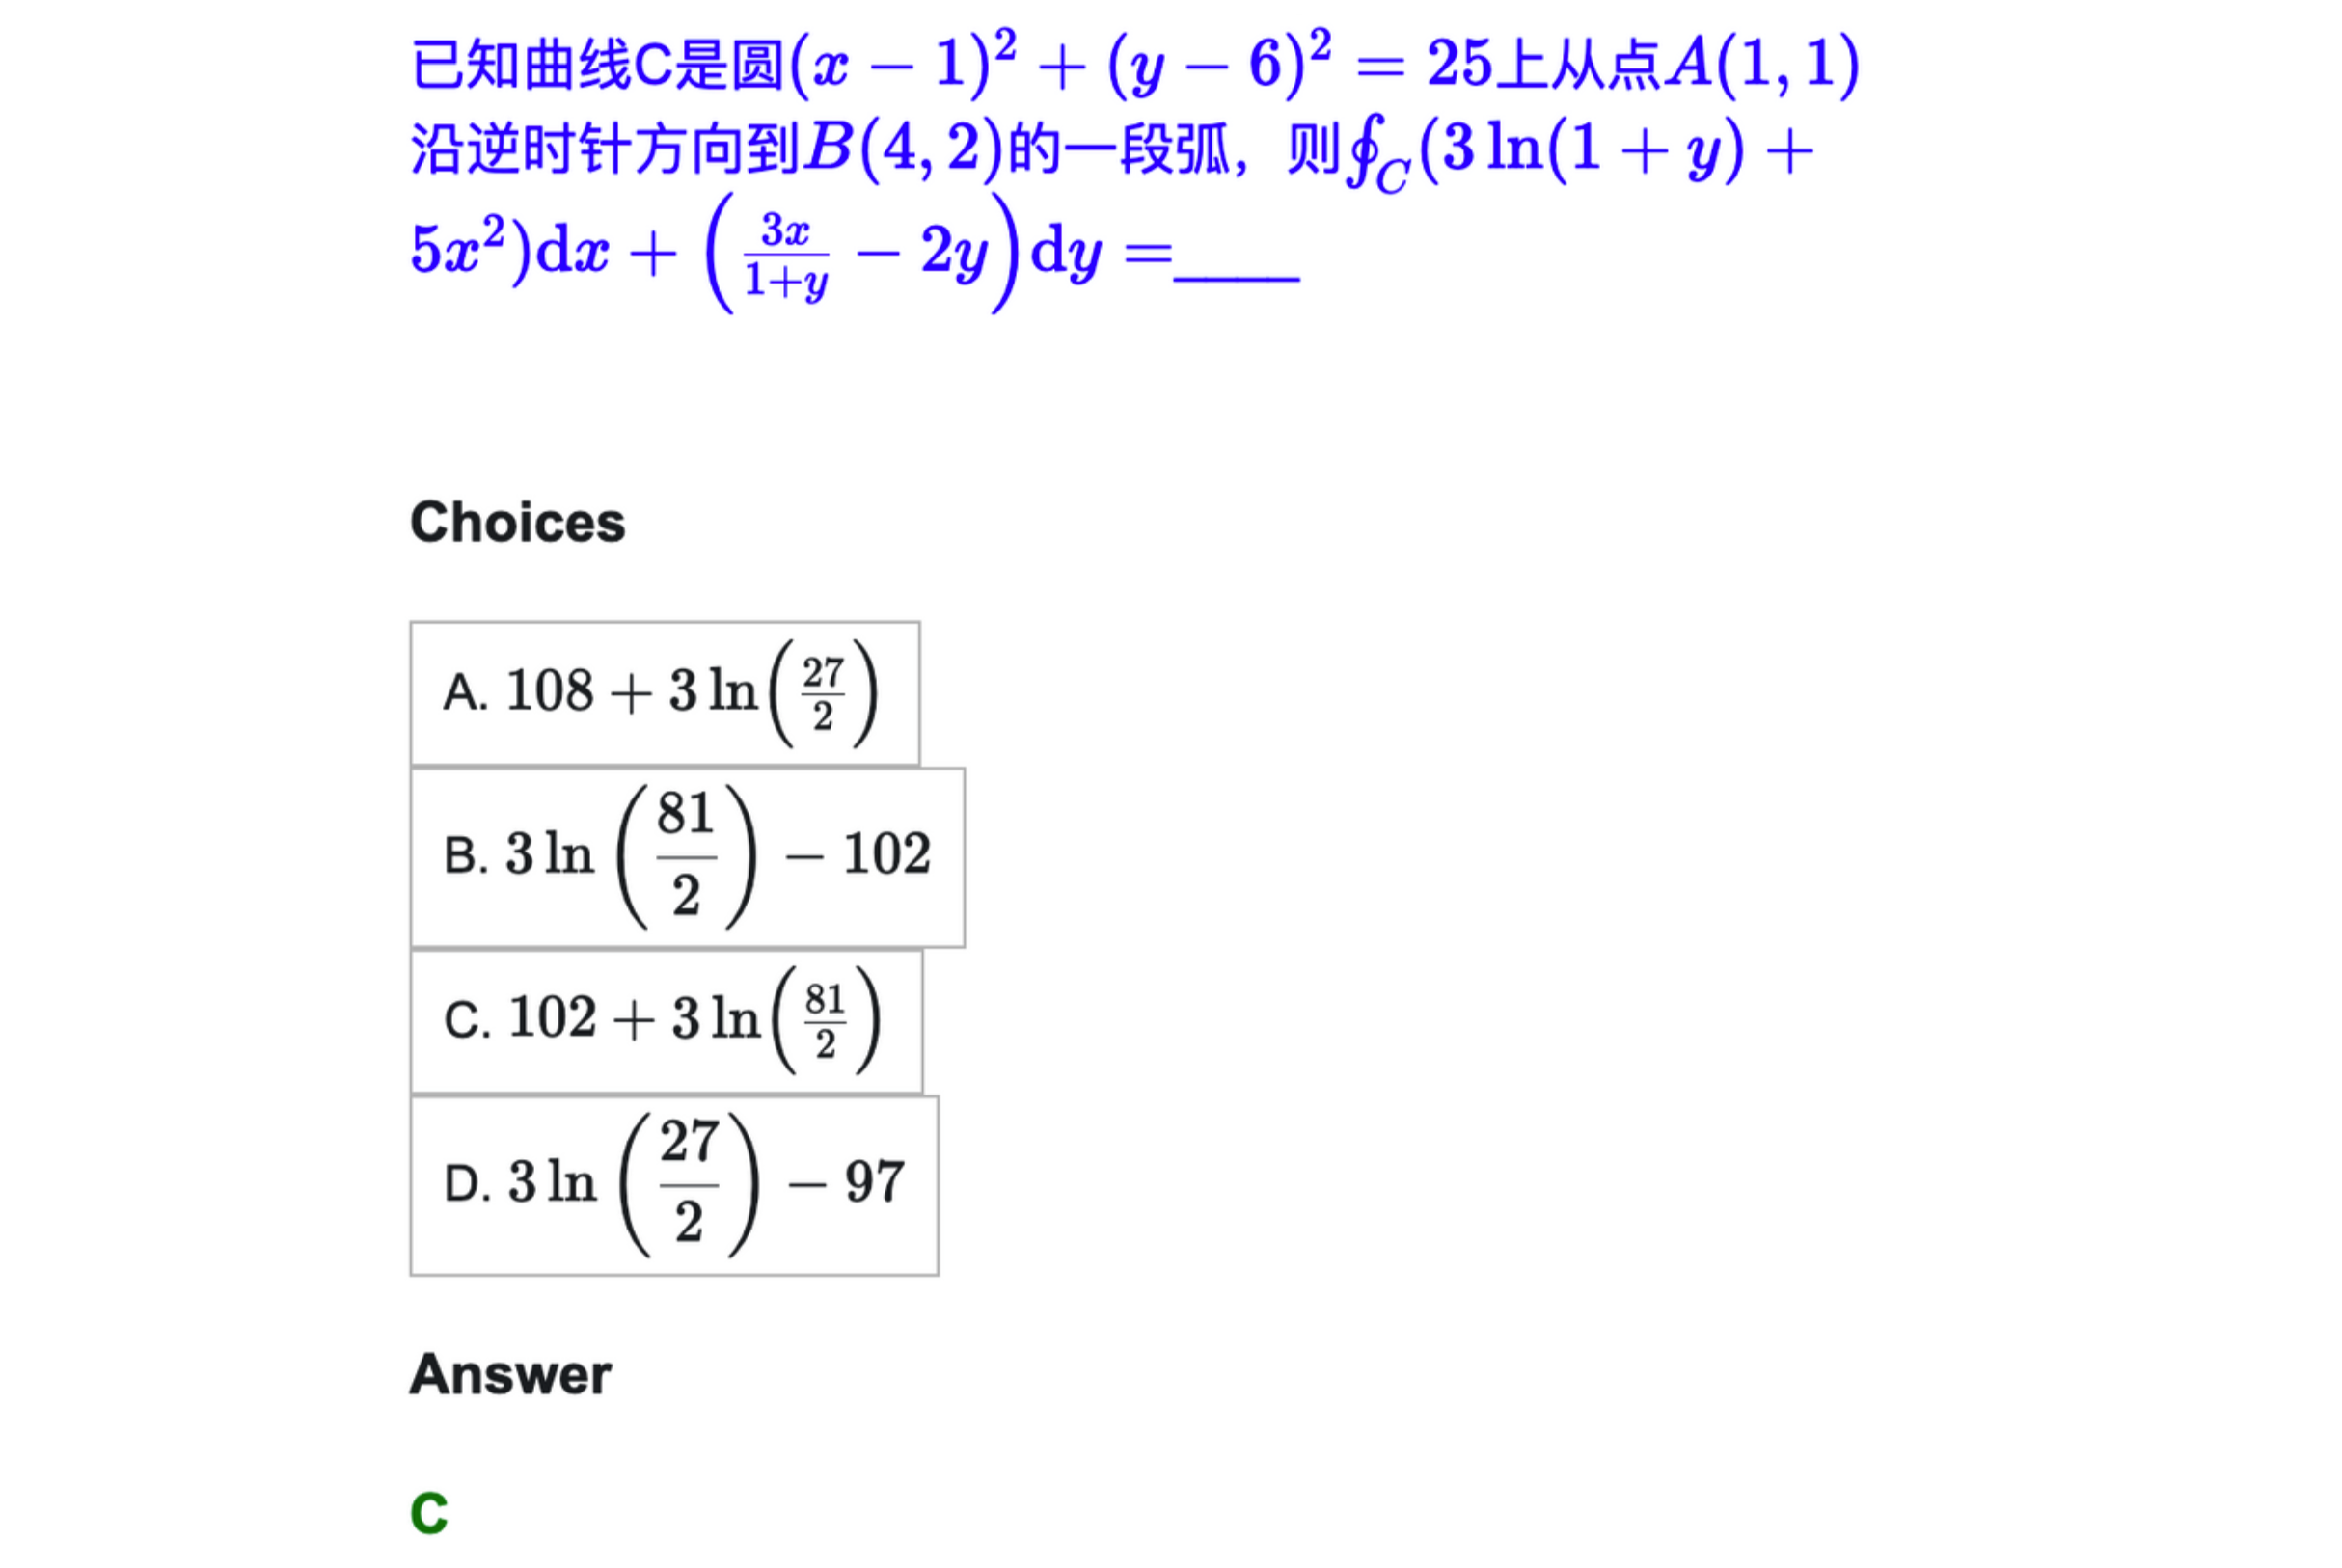 已知曲线C是圆$(x-1)^2+(y-6)^2=25$上从点$A(1,1)$
沿逆时针方向到$B(4,2)$的一段弧，则$\oint_C(3\ln(1+y)+$
$5x^2)\mathrm{d}x+\left(\frac{3x}{1+y}-2y\right)\mathrm{d}y=$____
Choices
A. $108+3\ln\left(\frac{27}{2}\right)$
B. $3\ln\left(\frac{81}{2}\right)-102$
C. $102+3\ln\left(\frac{81}{2}\right)$
D. $3\ln\left(\frac{27}{2}\right)-97$
Answer
C